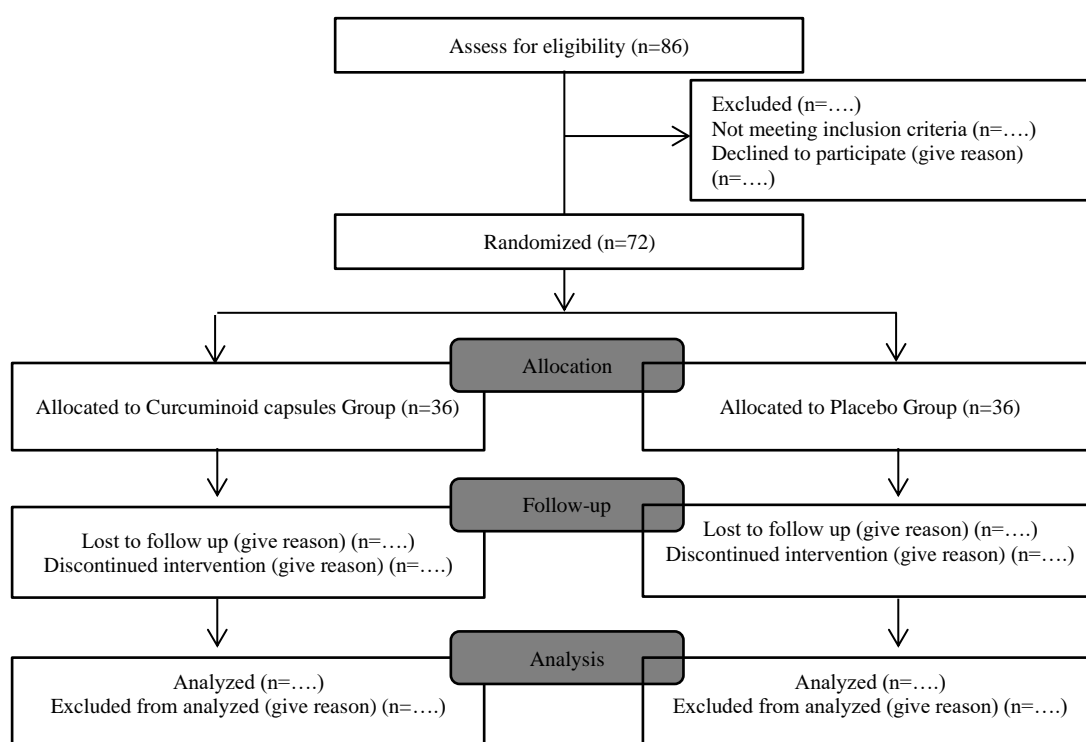 Assess for eligibility (n=86)
Excluded (n=….)
Not meeting inclusion criteria (n=….)
Declined to participate (give reason)
(n=….)
Randomized (n=72)
Allocation
Allocated to Curcuminoid capsules Group (n=36)
Allocated to Placebo Group (n=36)
Follow-up
Lost to follow up (give reason) (n=….)
Discontinued intervention (give reason) (n=….)
Lost to follow up (give reason) (n=….)
Discontinued intervention (give reason) (n=….)
Analysis
Analyzed (n=….)
Excluded from analyzed (give reason) (n=….)
Analyzed (n=….)
Excluded from analyzed (give reason) (n=….)